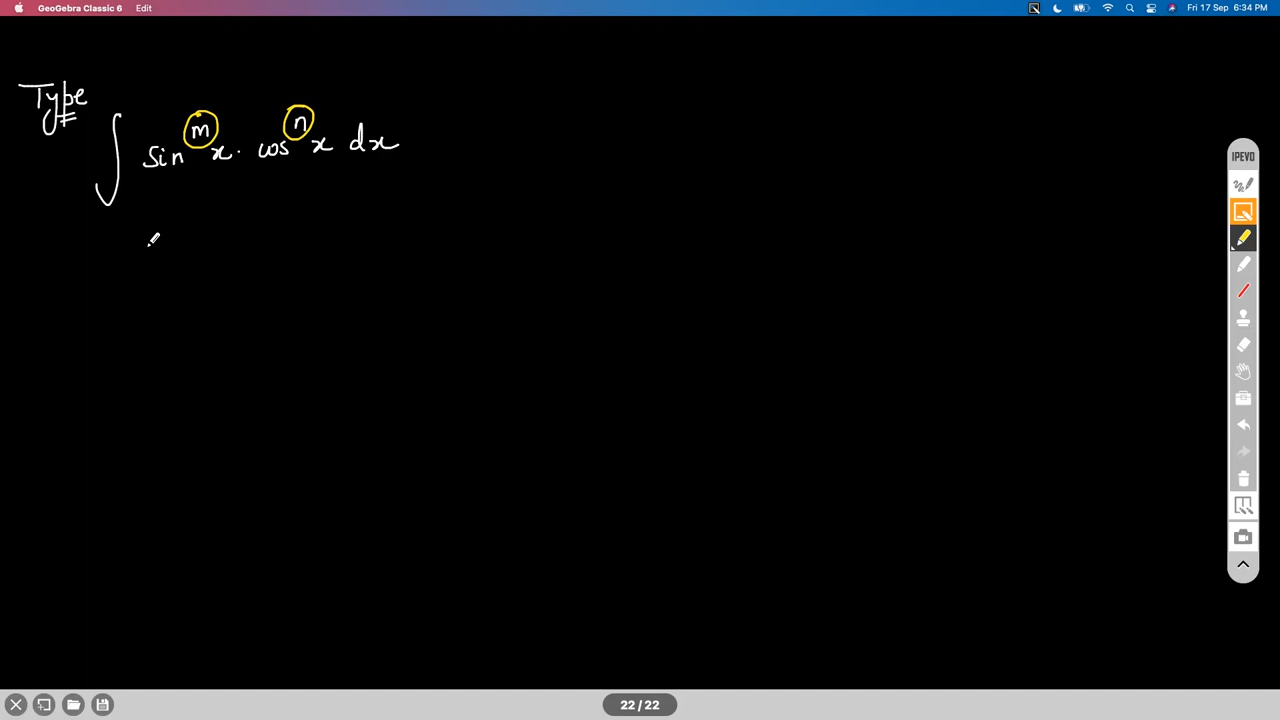 GeoGebra Classic 6 Edit Fri 17 Sep 6:34 PM
Type
∫ sin^m x · cos^n x dx
IPEVO
22 / 22